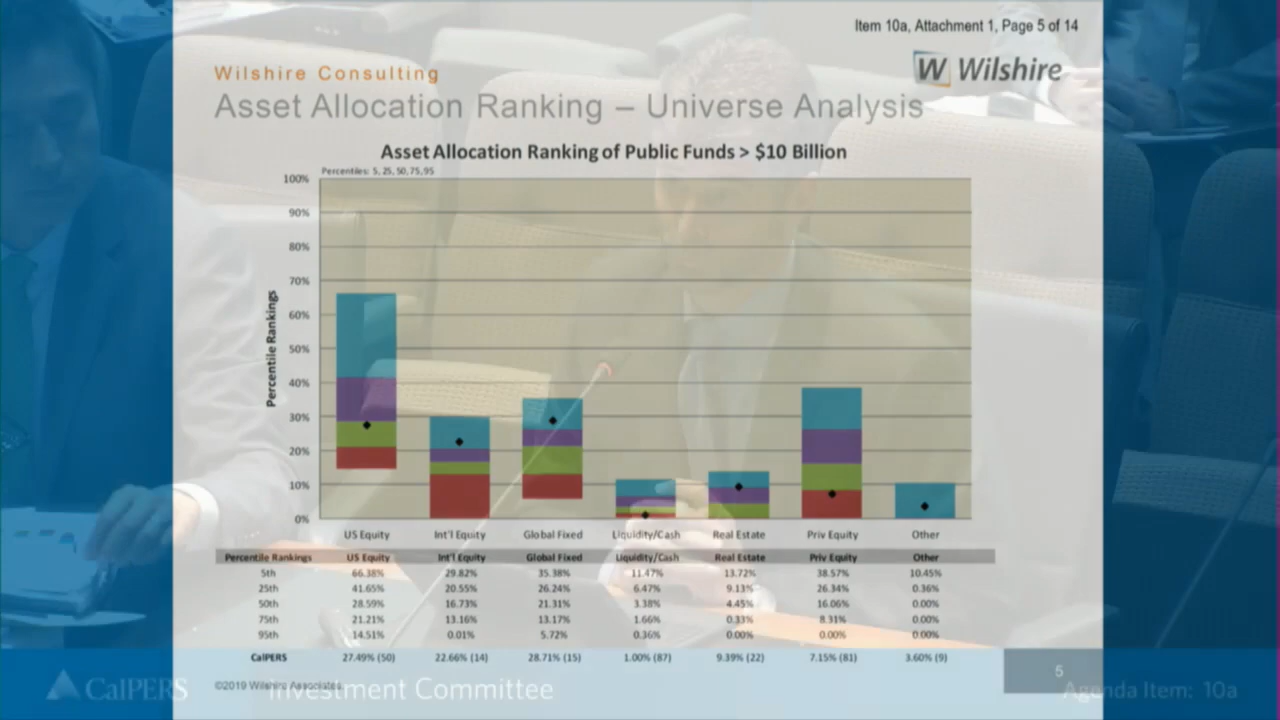 Item 10a, Attachment 1, Page 5 of 14
Wilshire Consulting
W Wilshire
Asset Allocation Ranking – Universe Analysis
Asset Allocation Ranking of Public Funds > $10 Billion
Percentiles: 5, 25, 50, 75, 95
Percentile Rankings
100%
90%
80%
70%
60%
50%
40%
30%
20%
10%
0%
US Equity Int'l Equity Global Fixed Liquidity/Cash Real Estate Priv Equity Other
Percentile Rankings US Equity Int'l Equity Global Fixed Liquidity/Cash Real Estate Priv Equity Other
5th 66.38% 29.82% 35.38% 11.47% 13.72% 38.57% 10.45%
25th 41.65% 20.55% 26.24% 6.47% 9.13% 26.34% 0.36%
50th 28.59% 16.73% 21.31% 3.38% 4.45% 16.06% 0.00%
75th 21.21% 13.16% 13.17% 1.66% 0.33% 8.31% 0.00%
95th 14.51% 0.01% 5.72% 0.36% 0.00% 0.00% 0.00%
CalPERS 27.49% (50) 22.66% (14) 28.71% (15) 1.00% (87) 9.39% (22) 7.15% (81) 3.60% (9)
5
©2019 Wilshire Associates
CalPERS Investment Committee Agenda Item: 10a